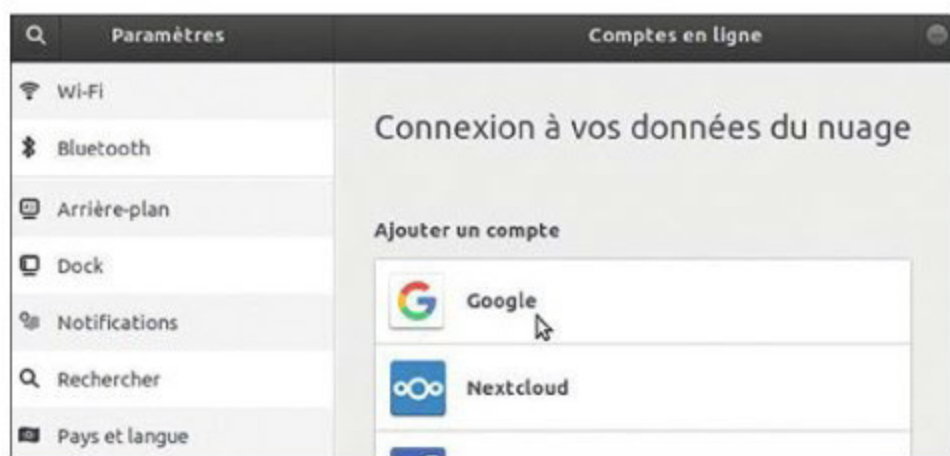 Paramètres
Comptes en ligne
Wi-Fi
Bluetooth
Arrière-plan
Dock
Notifications
Rechercher
Pays et langue
Connexion à vos données du nuage
Ajouter un compte
Google
Nextcloud